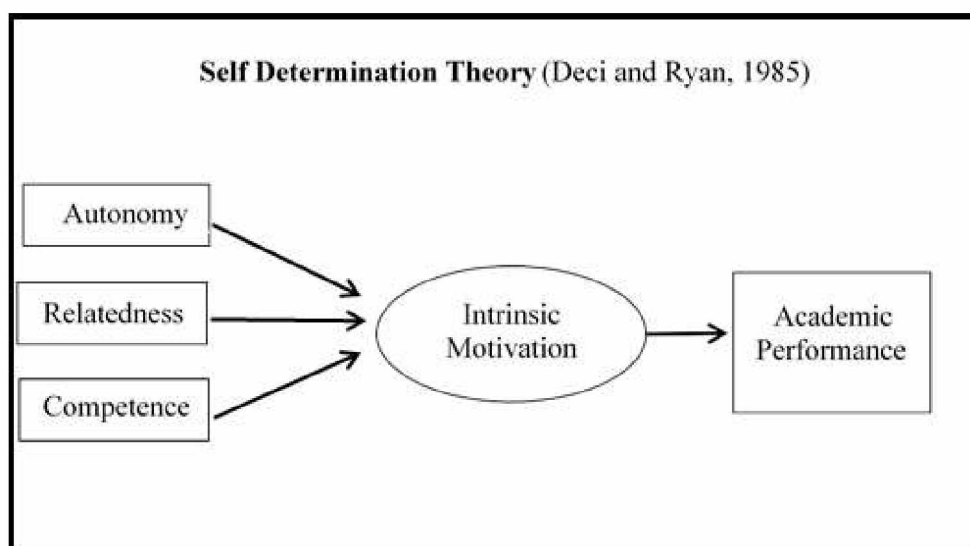 Self Determination Theory (Deci and Ryan, 1985)
Autonomy
Relatedness
Competence
Intrinsic
Motivation
Academic
Performance